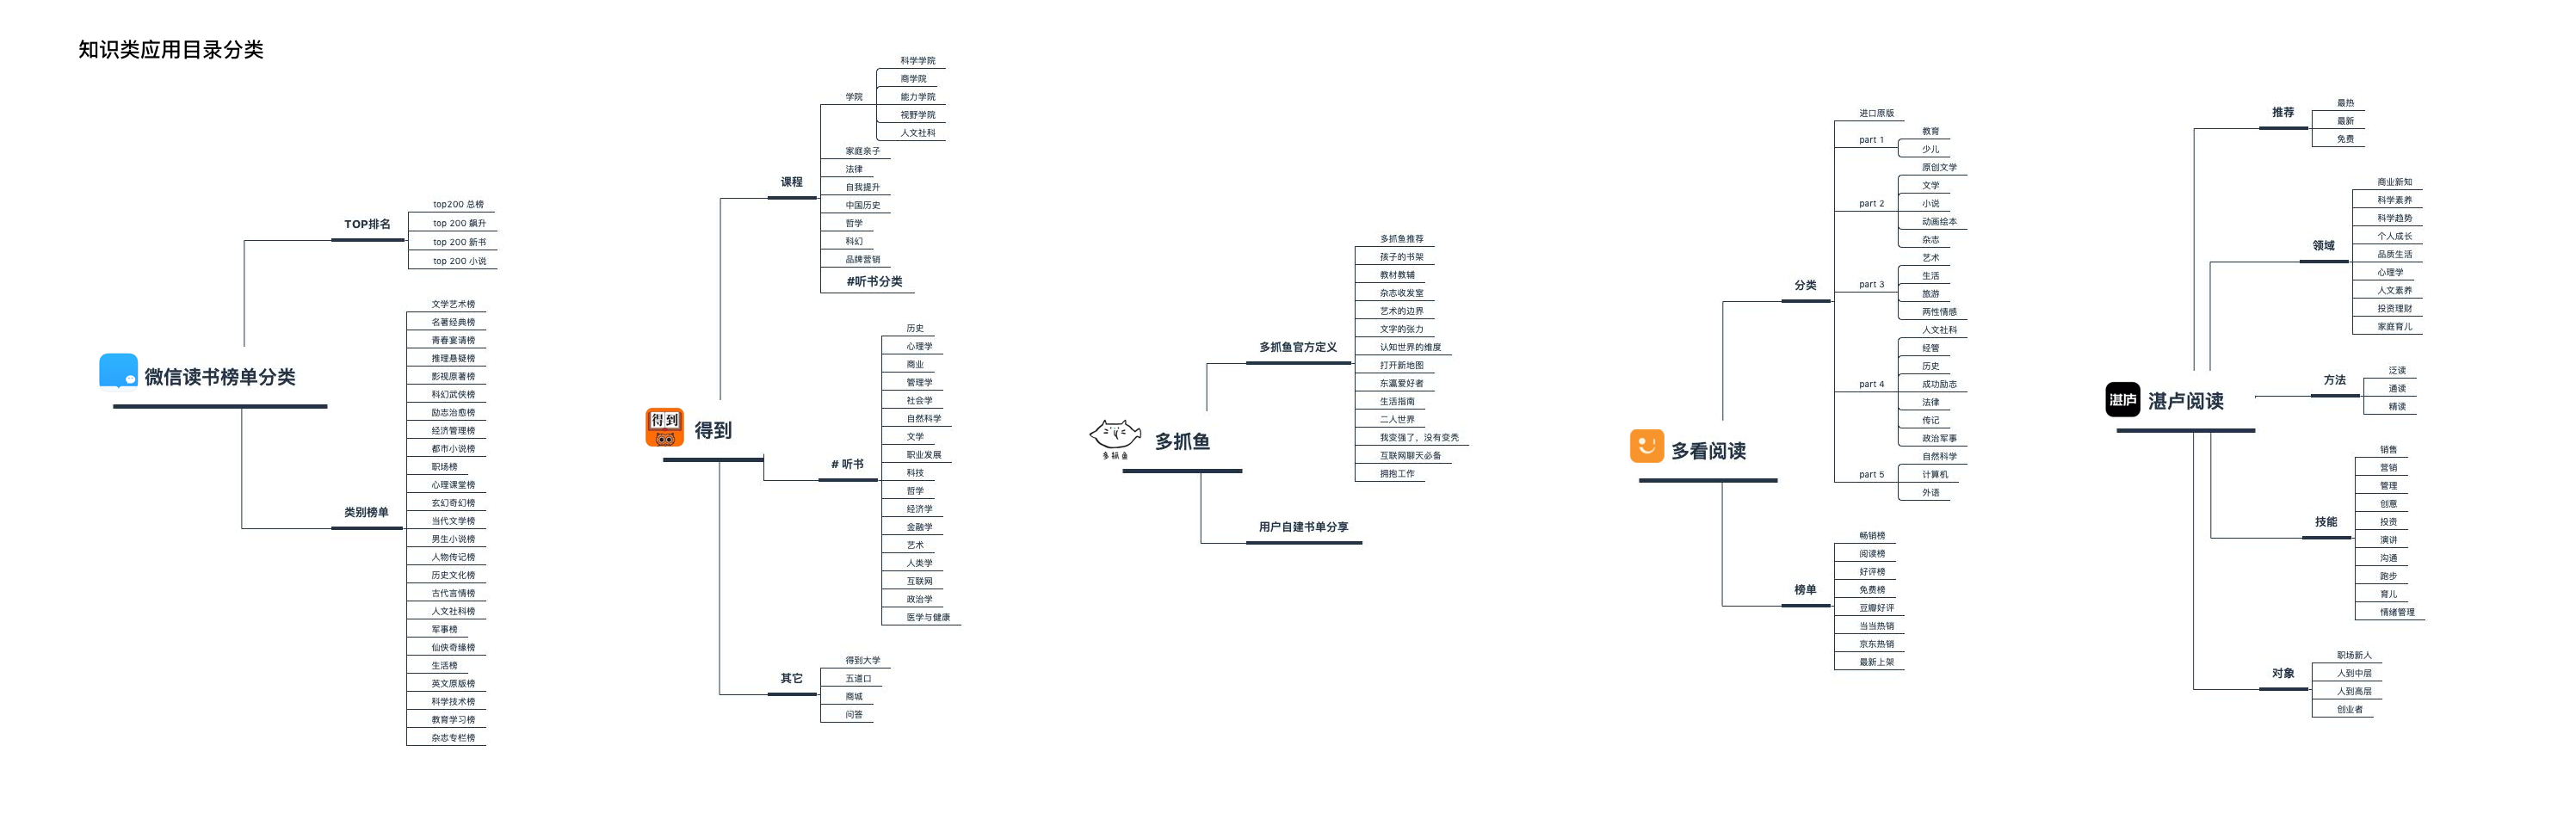 知识类应用目录分类
微信读书榜单分类
TOP排名
top200 总榜
top 200 飙升
top 200 新书
top 200 小说
类别榜单
文学艺术榜
名著经典榜
青春宴请榜
推理悬疑榜
影视原著榜
科幻武侠榜
励志治愈榜
经济管理榜
都市小说榜
职场榜
心理课堂榜
玄幻奇幻榜
当代文学榜
男生小说榜
人物传记榜
历史文化榜
古代言情榜
人文社科榜
军事榜
仙侠奇缘榜
生活榜
英文原版榜
科学技术榜
教育学习榜
杂志专栏榜
得到
得到
课程
学院
科学学院
商学院
能力学院
视野学院
人文社科
家庭亲子
法律
自我提升
中国历史
哲学
科幻
品牌营销
#听书分类
# 听书
历史
心理学
商业
管理学
社会学
自然科学
文学
职业发展
科技
哲学
经济学
金融学
艺术
人类学
互联网
政治学
医学与健康
其它
得到大学
五道口
商城
问答
多抓鱼
多抓鱼
多抓鱼官方定义
多抓鱼推荐
孩子的书架
教材教辅
杂志收发室
艺术的边界
文字的张力
认知世界的维度
打开新地图
东瀛爱好者
生活指南
二人世界
我变强了，没有变秃
互联网聊天必备
拥抱工作
用户自建书单分享
多看阅读
分类
进口原版
part 1
教育
少儿
part 2
原创文学
文学
小说
动画绘本
杂志
part 3
艺术
生活
旅游
两性情感
part 4
人文社科
经管
历史
成功励志
法律
传记
政治军事
part 5
自然科学
计算机
外语
榜单
畅销榜
阅读榜
好评榜
免费榜
豆瓣好评
当当热销
京东热销
最新上架
湛庐
湛卢阅读
推荐
最热
最新
免费
领域
商业新知
科学素养
科学趋势
个人成长
品质生活
心理学
人文素养
投资理财
家庭育儿
方法
泛读
通读
精读
技能
销售
营销
管理
创意
投资
演讲
沟通
跑步
育儿
情绪管理
对象
职场新人
人到中层
人到高层
创业者